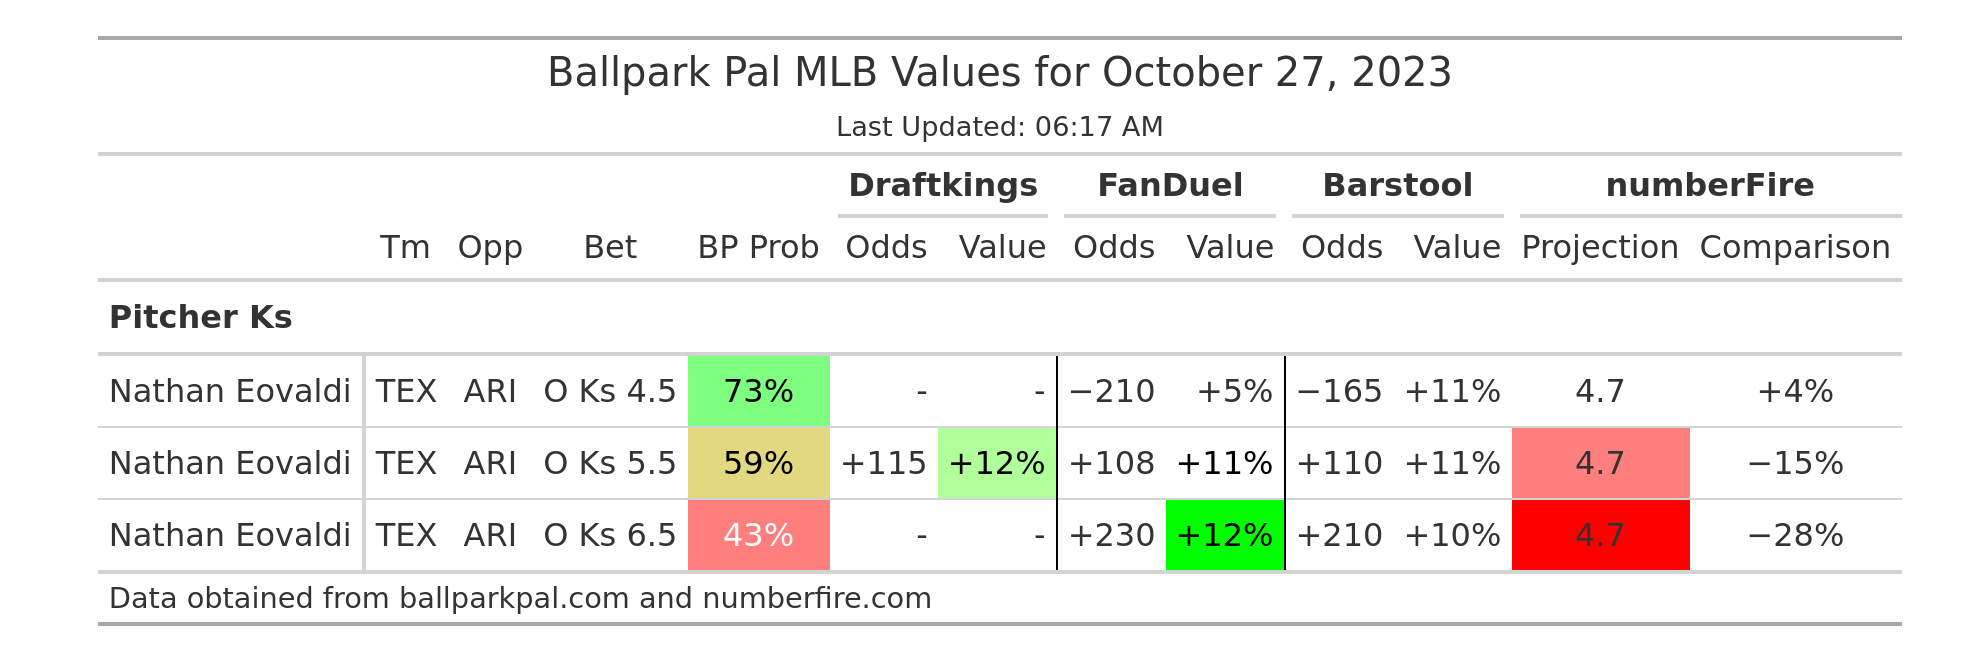 Ballpark Pal MLB Values for October 27, 2023
Last Updated: 06:17 AM
Draftkings FanDuel Barstool numberFire
Tm Opp Bet BP Prob Odds Value Odds Value Odds Value Projection Comparison
Pitcher Ks
Nathan Eovaldi TEX ARI O Ks 4.5 73% - - −210 +5% −165 +11% 4.7 +4%
Nathan Eovaldi TEX ARI O Ks 5.5 59% +115 +12% +108 +11% +110 +11% 4.7 −15%
Nathan Eovaldi TEX ARI O Ks 6.5 43% - - +230 +12% +210 +10% 4.7 −28%
Data obtained from ballparkpal.com and numberfire.com